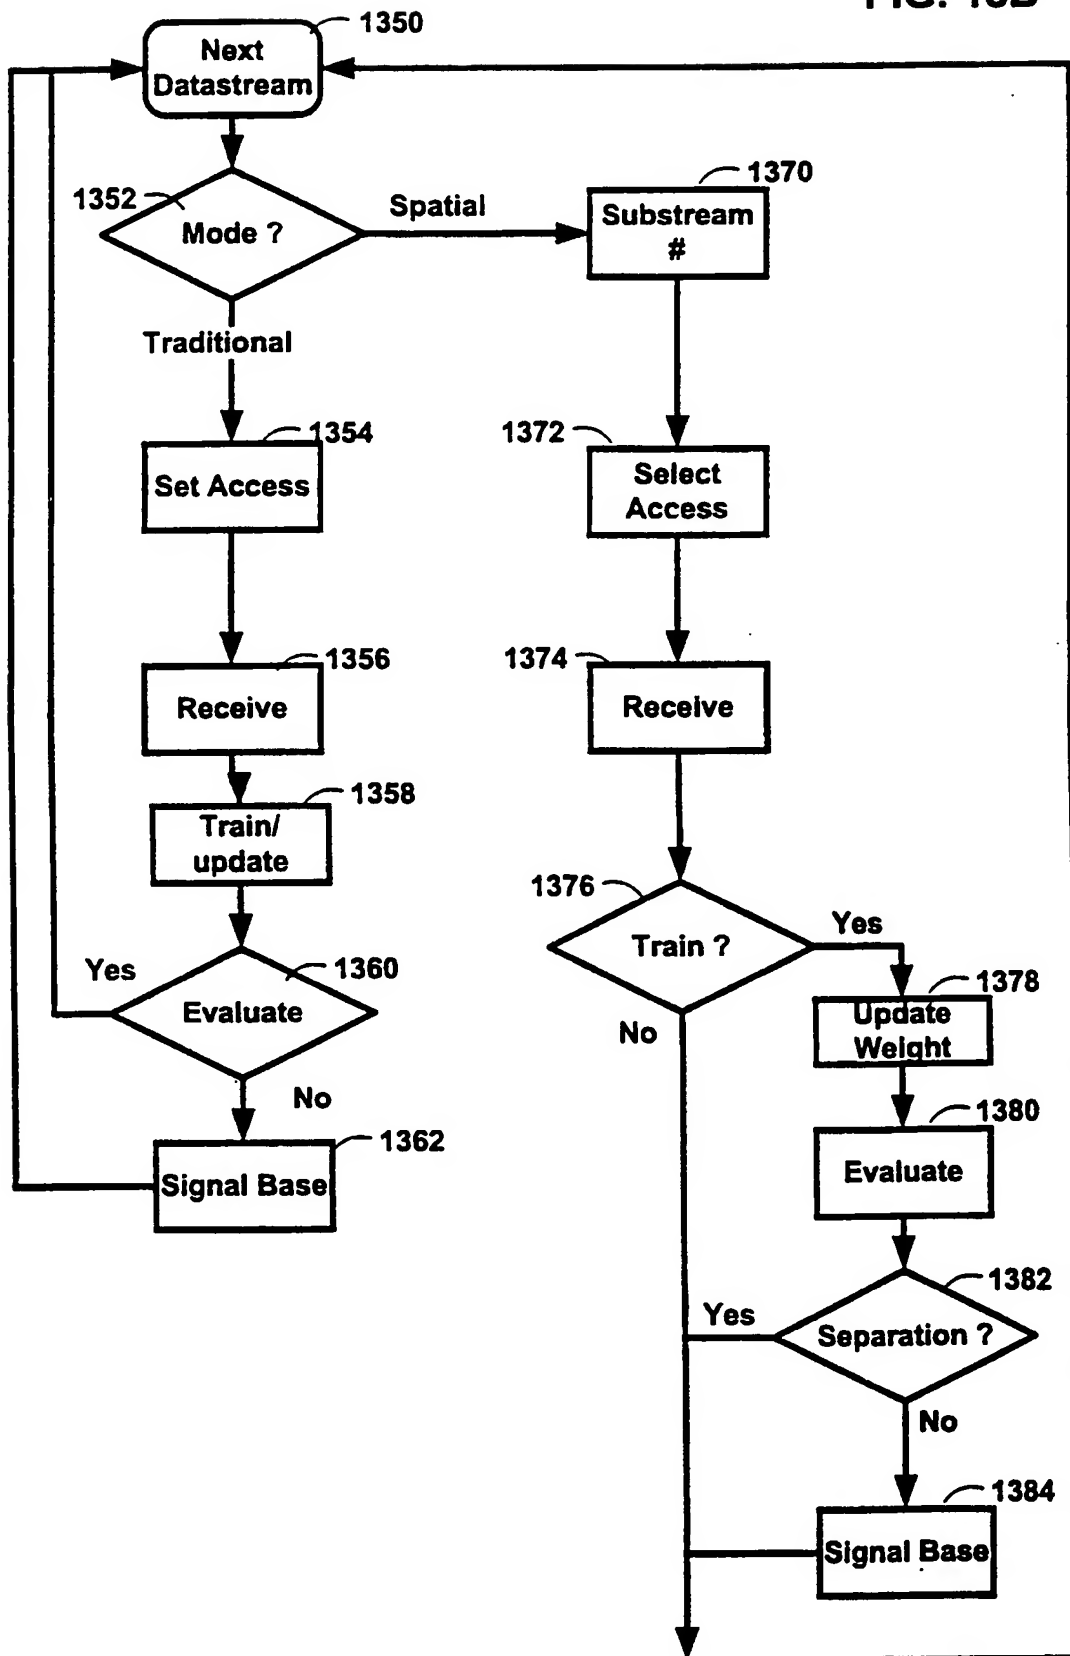 1350
Next
Datastream
1352
Mode ?
Spatial
1370
Substream
#
Traditional
1354
Set Access
1372
Select
Access
1356
Receive
1374
Receive
1358
Train/
update
1376
Train ?
Yes
Yes
1360
Evaluate
1378
Update
Weight
No
No
1380
Evaluate
1362
Signal Base
1382
Separation ?
Yes
No
1384
Signal Base